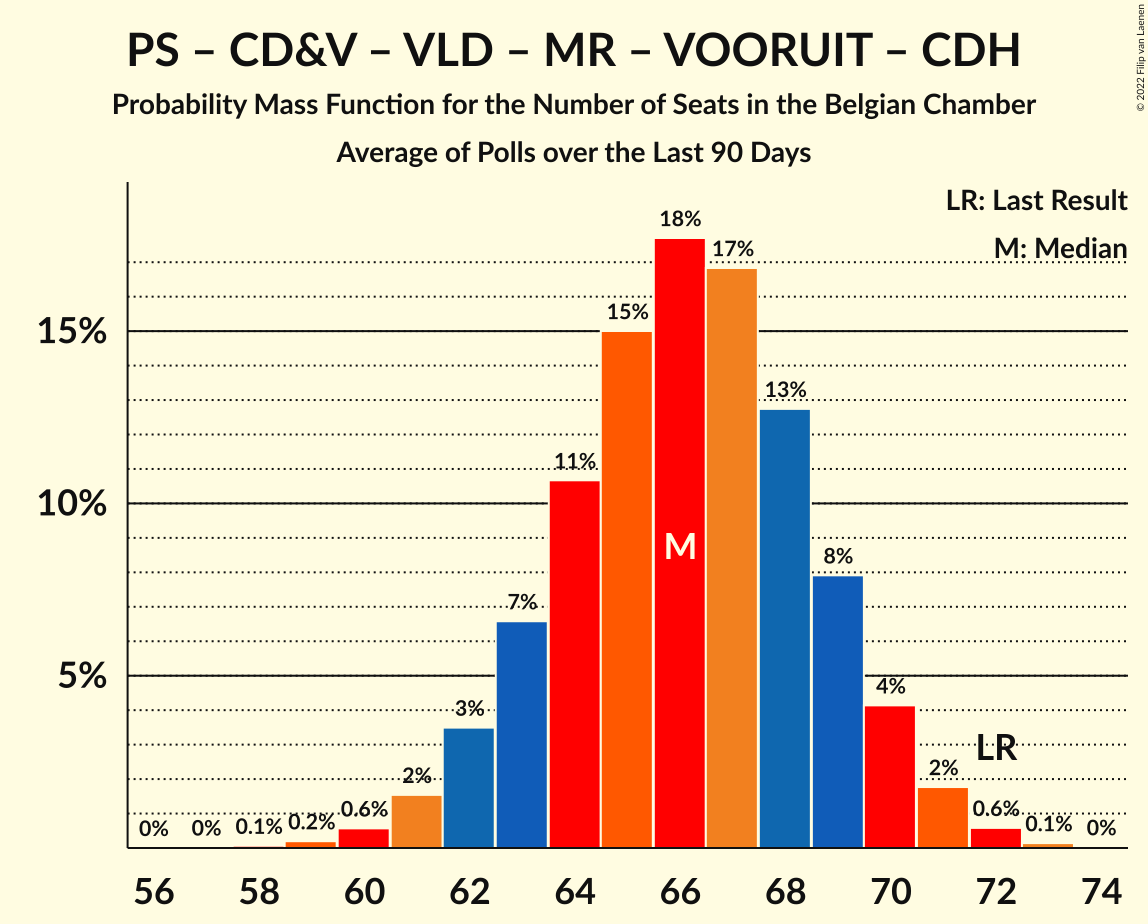 PS – CD&V – VLD – MR – VOORUIT – CDH
Probability Mass Function for the Number of Seats in the Belgian Chamber
Average of Polls over the Last 90 Days
© 2022 Filip van Laenen
LR: Last Result
M: Median
15%
10%
5%
0%
0%
0.1%
0.2%
0.6%
2%
3%
7%
11%
15%
18%
17%
13%
8%
4%
2%
0.6%
0.1%
0%
M
LR
56 58 60 62 64 66 68 70 72 74